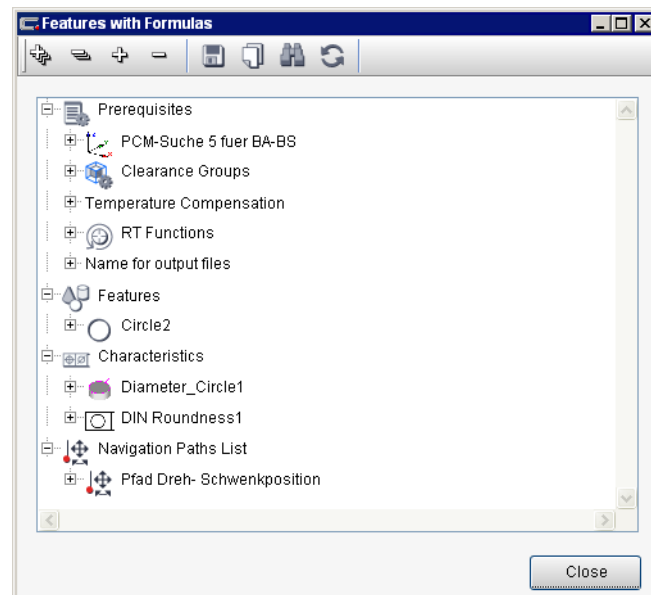 Features with Formulas
Prerequisites
PCM-Suche 5 fuer BA-BS
Clearance Groups
Temperature Compensation
RT Functions
Name for output files
Features
Circle2
Characteristics
Diameter_Circle1
DIN Roundness1
Navigation Paths List
Pfad Dreh- Schwenkposition
Close